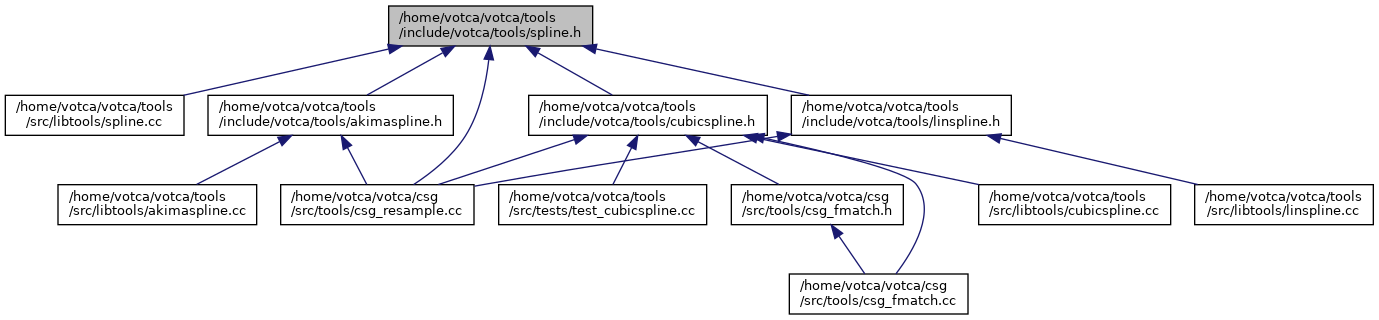 /home/votca/votca/tools
/include/votca/tools/spline.h
/home/votca/votca/tools
/src/libtools/spline.cc
/home/votca/votca/tools
/include/votca/tools/akimaspline.h
/home/votca/votca/tools
/include/votca/tools/cubicspline.h
/home/votca/votca/tools
/include/votca/tools/linspline.h
/home/votca/votca/tools
/src/libtools/akimaspline.cc
/home/votca/votca/csg
/src/tools/csg_resample.cc
/home/votca/votca/tools
/src/tests/test_cubicspline.cc
/home/votca/votca/csg
/src/tools/csg_fmatch.h
/home/votca/votca/tools
/src/libtools/cubicspline.cc
/home/votca/votca/tools
/src/libtools/linspline.cc
/home/votca/votca/csg
/src/tools/csg_fmatch.cc